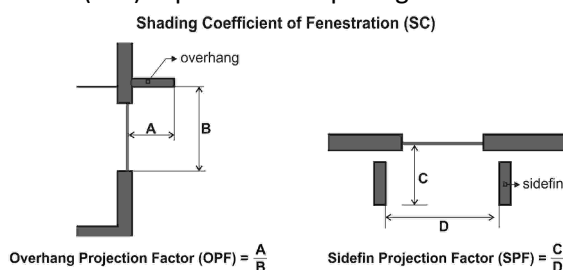 Shading Coefficient of Fenestration (SC)
overhang
A
B
C
sidefin
D
Overhang Projection Factor (OPF) = A/B
Sidefin Projection Factor (SPF) = C/D